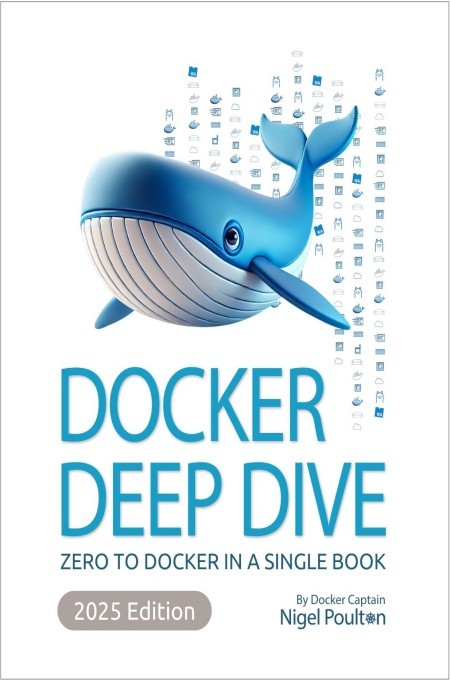 DOCKER
DEEP DIVE
ZERO TO DOCKER IN A SINGLE BOOK
2025 Edition
By Docker Captain
Nigel Poulton